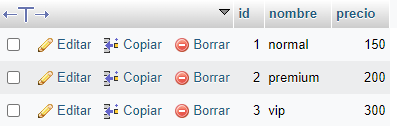 id nombre precio
Editar Copiar Borrar 1 normal 150
Editar Copiar Borrar 2 premium 200
Editar Copiar Borrar 3 vip 300